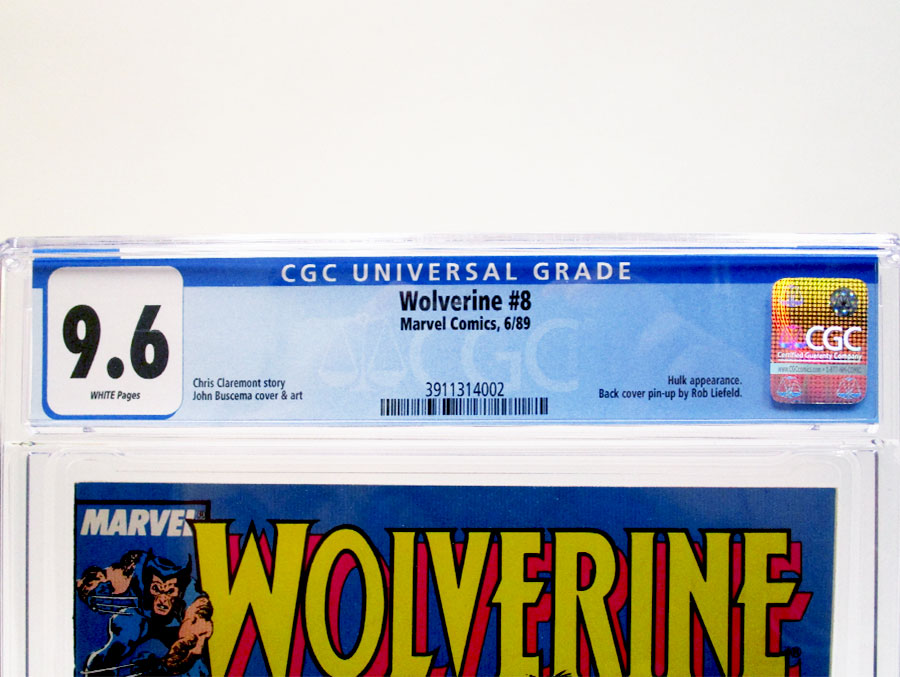 CGC UNIVERSAL GRADE
9.6
WHITE Pages
Wolverine #8
Marvel Comics, 6/89
Chris Claremont story
John Buscema cover & art
3911314002
Hulk appearance.
Back cover pin-up by Rob Liefeld.
CGC
CGC
Certified Guaranty Company
MARVEL
WOLVERINE